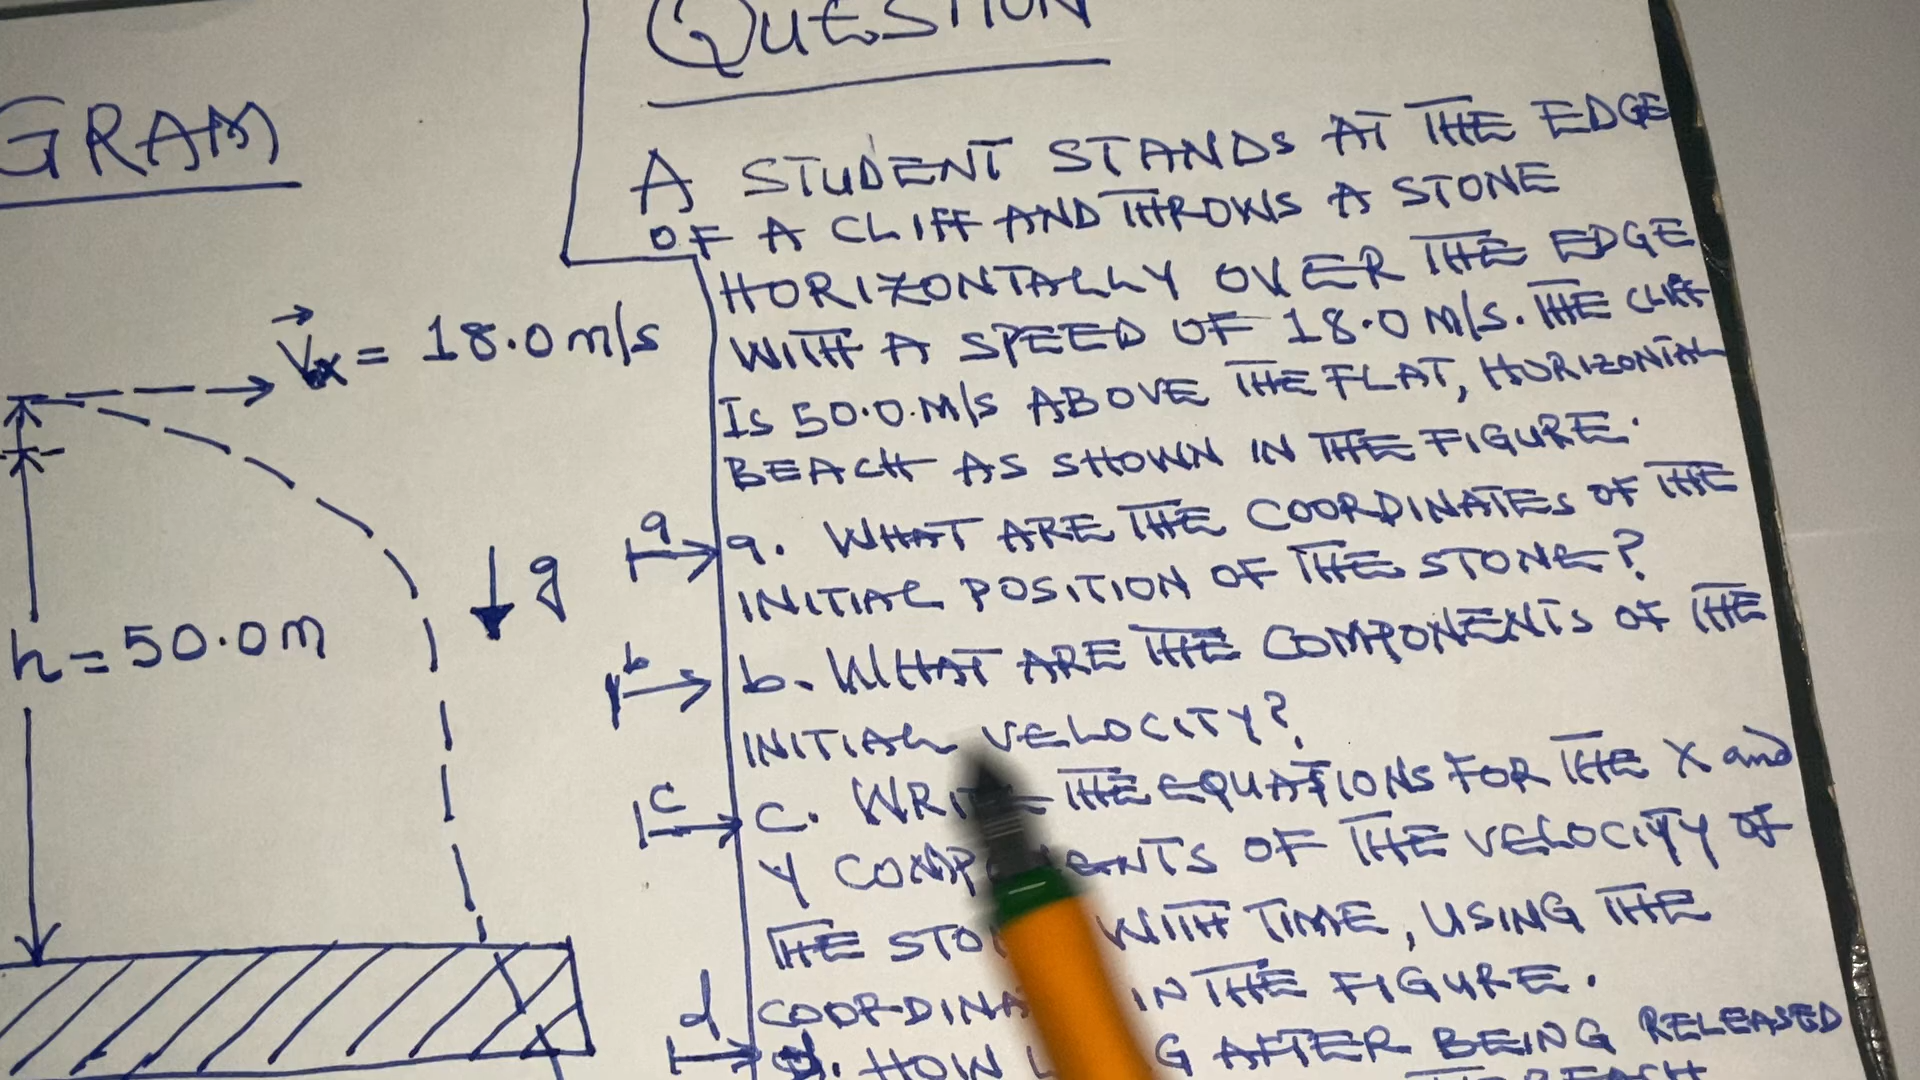 GRAM
Vx = 18.0 m/s
g
h = 50.0m
QUESTION
A STUDENT STANDS AT THE EDGE
OF A CLIFF AND THROWS A STONE
HORIZONTALLY OVER THE EDGE
WITH A SPEED OF 18.0 M/S. THE CLIFF
IS 50.0.M/S ABOVE THE FLAT, HORIZONTAL
BEACH AS SHOWN IN THE FIGURE.
a
a. WHAT ARE THE COORDINATES OF THE
INITIAL POSITION OF THE STONE?
b
b. WHAT ARE THE COMPONENTS OF THE
INITIAL VELOCITY?
c
c. WRITE THE EQUATIONS FOR THE X and
Y COMPONENTS OF THE VELOCITY OF
THE STO WITH TIME, USING THE
COORDINA IN THE FIGURE.
d
d. HOW G AFTER BEING RELEASED